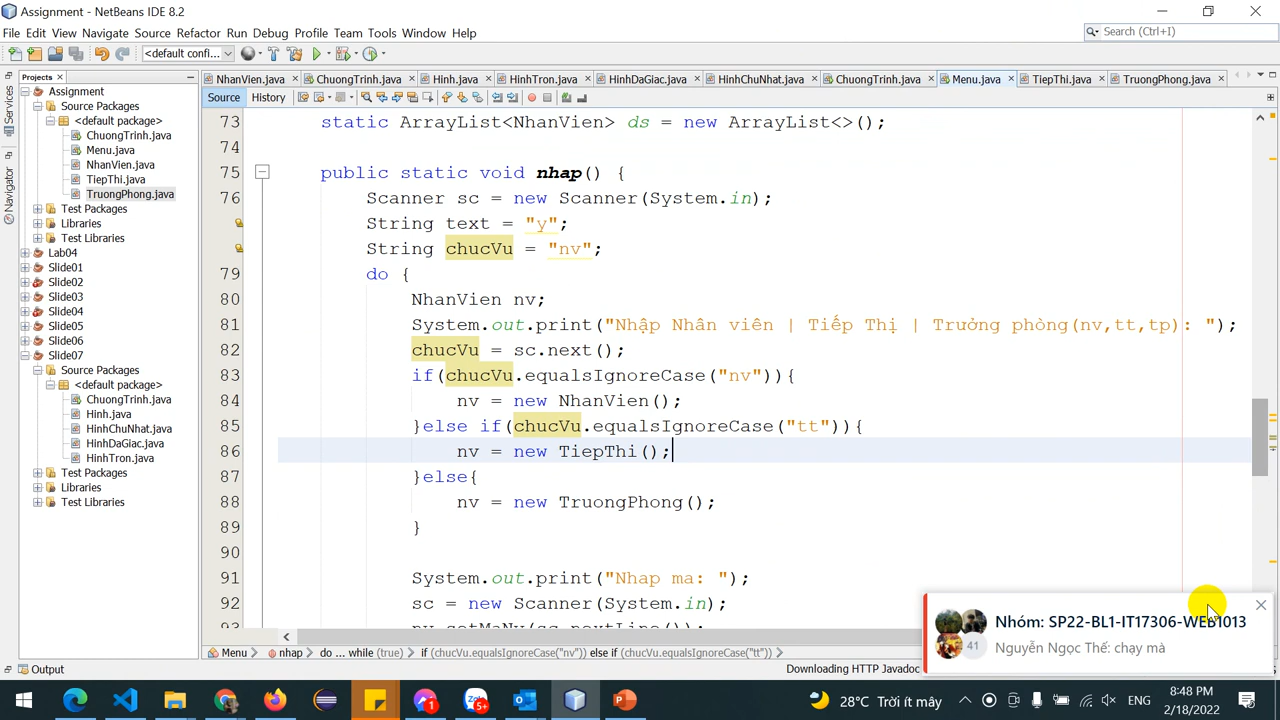 Assignment - NetBeans IDE 8.2
File Edit View Navigate Source Refactor Run Debug Profile Team Tools Window Help
Search (Ctrl+I)
<default confi...
Projects
NhanVien.java ChuongTrinh.java Hinh.java HinhTron.java HinhDaGiac.java HinhChuNhat.java ChuongTrinh.java Menu.java TiepThi.java TruongPhong.java
Source History
Services
Navigator
Assignment
Source Packages
<default package>
ChuongTrinh.java
Menu.java
NhanVien.java
TiepThi.java
TruongPhong.java
Test Packages
Libraries
Test Libraries
Lab04
Slide01
Slide02
Slide03
Slide04
Slide05
Slide06
Slide07
Source Packages
<default package>
ChuongTrinh.java
Hinh.java
HinhChuNhat.java
HinhDaGiac.java
HinhTron.java
Test Packages
Libraries
Test Libraries
73 static ArrayList<NhanVien> ds = new ArrayList<>();
74
75 public static void nhap() {
76 Scanner sc = new Scanner(System.in);
String text = "y";
String chucVu = "nv";
79 do {
80 NhanVien nv;
81 System.out.print("Nhập Nhân viên | Tiếp Thị | Trưởng phòng(nv,tt,tp): ");
82 chucVu = sc.next();
83 if(chucVu.equalsIgnoreCase("nv")){
84 nv = new NhanVien();
85 }else if(chucVu.equalsIgnoreCase("tt")){
86 nv = new TiepThi();
87 }else{
88 nv = new TruongPhong();
89 }
90
91 System.out.print("Nhap ma: ");
92 sc = new Scanner(System.in);
93 nv.setMaNV(sc.nextLine());
Menu nhap do ... while (true) if (chucVu.equalsIgnoreCase("nv")) else if (chucVu.equalsIgnoreCase("tt"))
Output
Downloading HTTP Javadoc
Nhóm: SP22-BL1-IT17306-WEB1013
41
Nguyễn Ngọc Thế: chạy mà
1
5+
28°C Trời ít mây
ENG
8:48 PM
2/18/2022